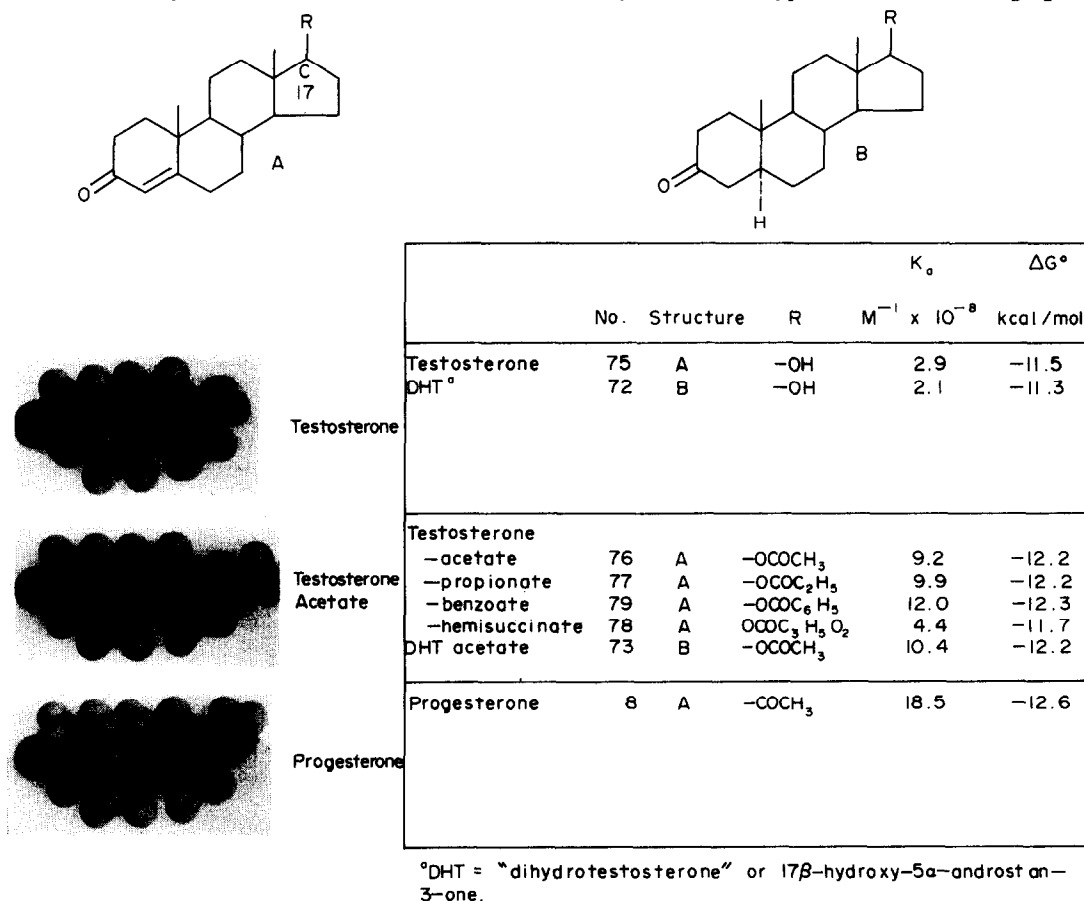 R
C
17
A
O
R
B
O
H
Kₐ ΔG°
No. Structure R M⁻¹ x 10⁻⁸ kcal/mol
Testosterone 75 A —OH 2.9 −11.5
DHTᵃ 72 B —OH 2.1 −11.3
Testosterone
Testosterone
—acetate 76 A —OCOCH₃ 9.2 −12.2
—propionate 77 A —OCOC₂H₅ 9.9 −12.2
—benzoate 79 A —OCOC₆H₅ 12.0 −12.3
—hemisuccinate 78 A OCOC₃H₅O₂ 4.4 −11.7
DHT acetate 73 B —OCOCH₃ 10.4 −12.2
Testosterone
Acetate
Progesterone 8 A —COCH₃ 18.5 −12.6
Progesterone
ᵃDHT = "dihydrotestosterone" or 17β-hydroxy-5α-androstan—
3-one.